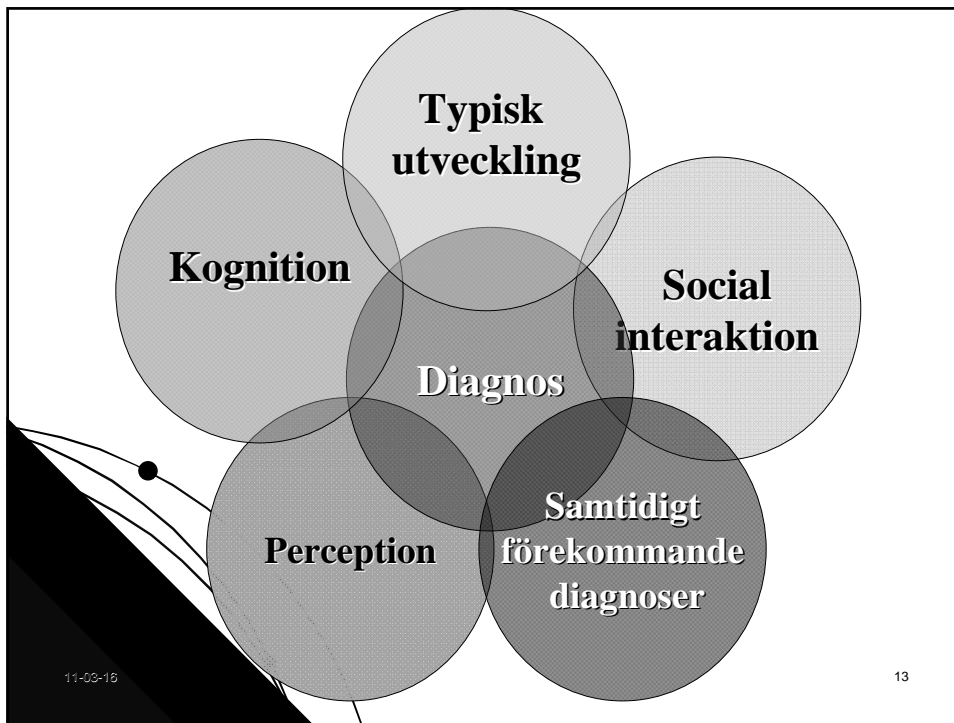 Typisk
utveckling
Kognition
Social
interaktion
Diagnos
Perception
Samtidigt
förekommande
diagnoser
11-03-16
13